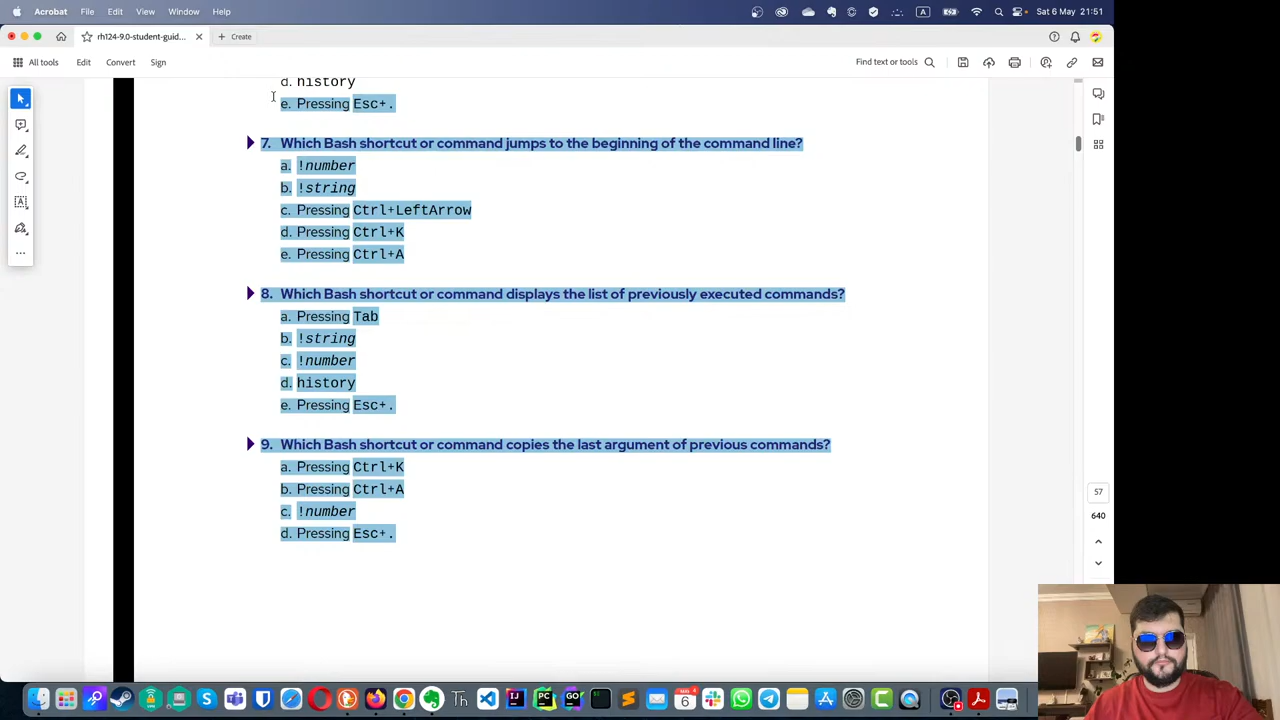 Acrobat File Edit View Window Help
A
Sat 6 May 21:51
rh124-9.0-student-guid...
Create
All tools Edit Convert Sign
Find text or tools
d. history
e. Pressing Esc+.
7. Which Bash shortcut or command jumps to the beginning of the command line?
a. !number
b. !string
c. Pressing Ctrl+LeftArrow
d. Pressing Ctrl+K
e. Pressing Ctrl+A
8. Which Bash shortcut or command displays the list of previously executed commands?
a. Pressing Tab
b. !string
c. !number
d. history
e. Pressing Esc+.
9. Which Bash shortcut or command copies the last argument of previous commands?
a. Pressing Ctrl+K
b. Pressing Ctrl+A
c. !number
d. Pressing Esc+.
57
640